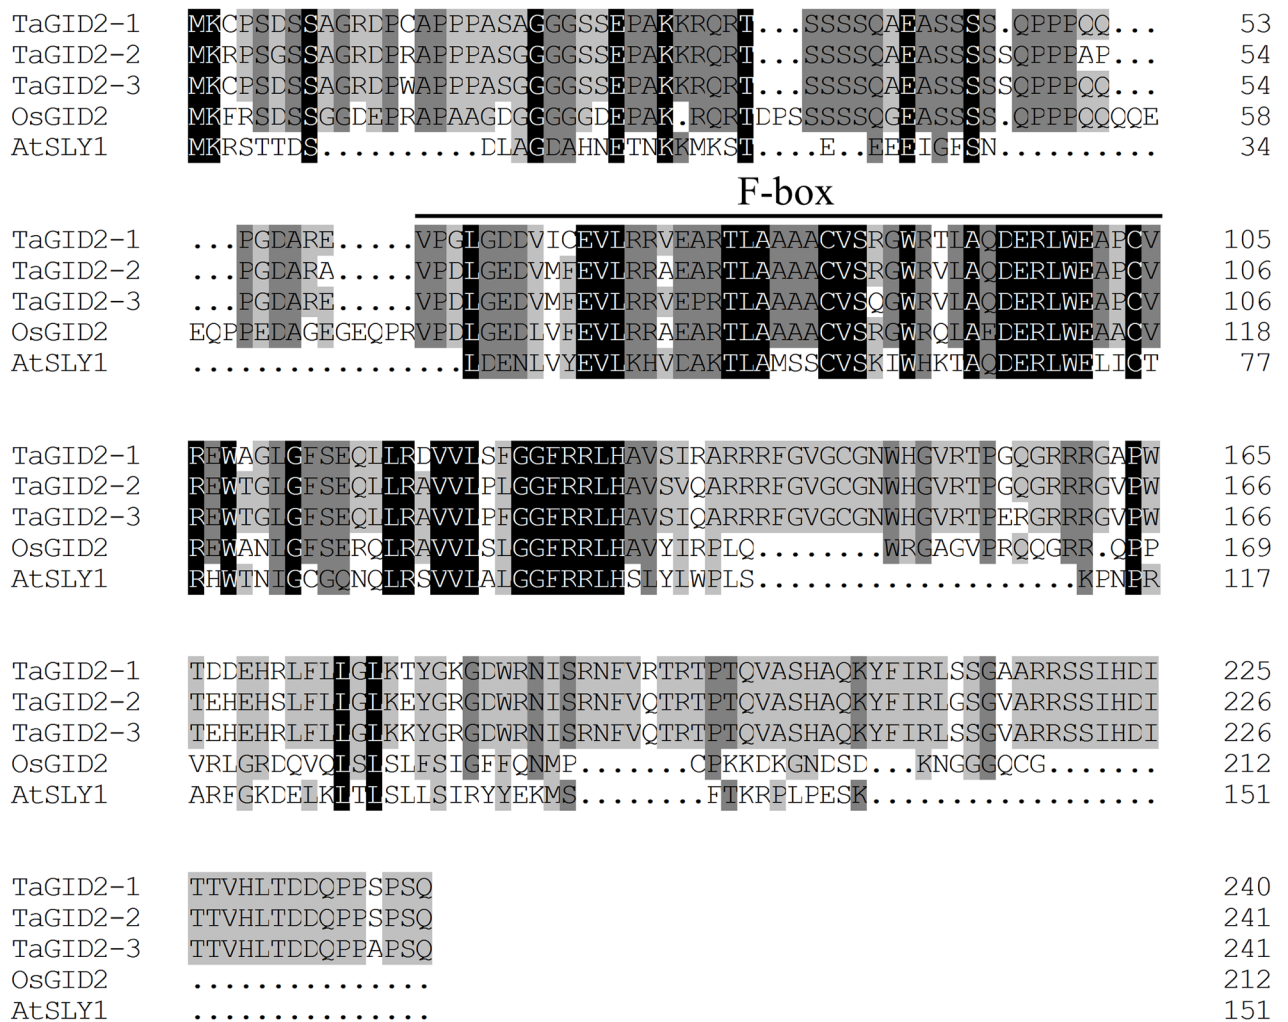 TaGID2-1 MKCPSDSSAGRDPCAPPPASAGGGSSEPAKKRQRT...SSSSQAEASSSS.QPPPQQ... 53
TaGID2-2 MKRPSGSSAGRDPRAPPPASGGGGSSEPAKKRQRT...SSSSQAEASSSSSQPPPAP... 54
TaGID2-3 MKCPSDSSAGRDPWAPPPASGGGGSSEPAKKRQRT...SSSSQAEASSSSSQPPPQQ... 54
OsGID2 MKFRSDSSGGDEPRAPAAGDGGGGGDEPAK.RQRTDPSSSSSQGEASSSS.QPPPQQQQE 58
AtSLY1 MKRSTTDS..........DLAGDAHNETNKKMKST....E..EEEIGFSN.......... 34
F-box
TaGID2-1 ...PGDARE.....VPGLGDDVICEVLRRVEARTLAAAACVSRGWRTLAQDERLWEAPCV 105
TaGID2-2 ...PGDARA.....VPDLGEDVMFEVLRRAEARTLAAAACVSRGWRVLAQDERLWEAPCV 106
TaGID2-3 ...PGDARE.....VPDLGEDVMFEVLRRVEPRTLAAAACVSQGWRVLAQDERLWEAPCV 106
OsGID2 EQPPEDAGEGEQPRVPDLGEDLVFEVLRRAEARTLAAAACVSRGWRQLAEDERLWEAACV 118
AtSLY1 .................LDENLVYEVLKHVDAKTLAMSSCVSKIWHKTAQDERLWELICT 77
TaGID2-1 REWAGLGFSEQLLRDVVLSFGGFRRLHAVSIRARRRFGVGCGNWHGVRTPGQGRRRGAPW 165
TaGID2-2 REWTGLGFSEQLLRAVVLPLGGFRRLHAVSVQARRRFGVGCGNWHGVRTPGQGRRRGVPW 166
TaGID2-3 REWTGLGFSEQLLRAVVLPFGGFRRLHAVSIQARRRFGVGCGNWHGVRTPERGRRRGVPW 166
OsGID2 REWANLGFSERQLRAVVLSLGGFRRLHAVYIRPLQ........WRGAGVPRQQGRR.QPP 169
AtSLY1 RHWTNIGCGQNQLRSVVLALGGFRRLHSLYLWPLS....................KPNPR 117
TaGID2-1 TDDEHRLFLLGLKTYGKGDWRNISRNFVRTRTPTQVASHAQKYFIRLSSGAARRSSIHDI 225
TaGID2-2 TEHEHSLFLLGLKEYGRGDWRNISRNFVQTRTPTQVASHAQKYFIRLGSGVARRSSIHDI 226
TaGID2-3 TEHEHRLFLLGLKKYGRGDWRNISRNFVQTRTPTQVASHAQKYFIRLSSGVARRSSIHDI 226
OsGID2 VRLGRDQVQLSLSLFSIGFFQNMP.......CPKKDKGNDSD...KNGGGQCG....... 212
AtSLY1 ARFGKDELKLTLSLLSIRYYEKMS........FTKRPLPESK.................. 151
TaGID2-1 TTVHLTDDQPPSPSQ 240
TaGID2-2 TTVHLTDDQPPSPSQ 241
TaGID2-3 TTVHLTDDQPPAPSQ 241
OsGID2 ............... 212
AtSLY1 ............... 151